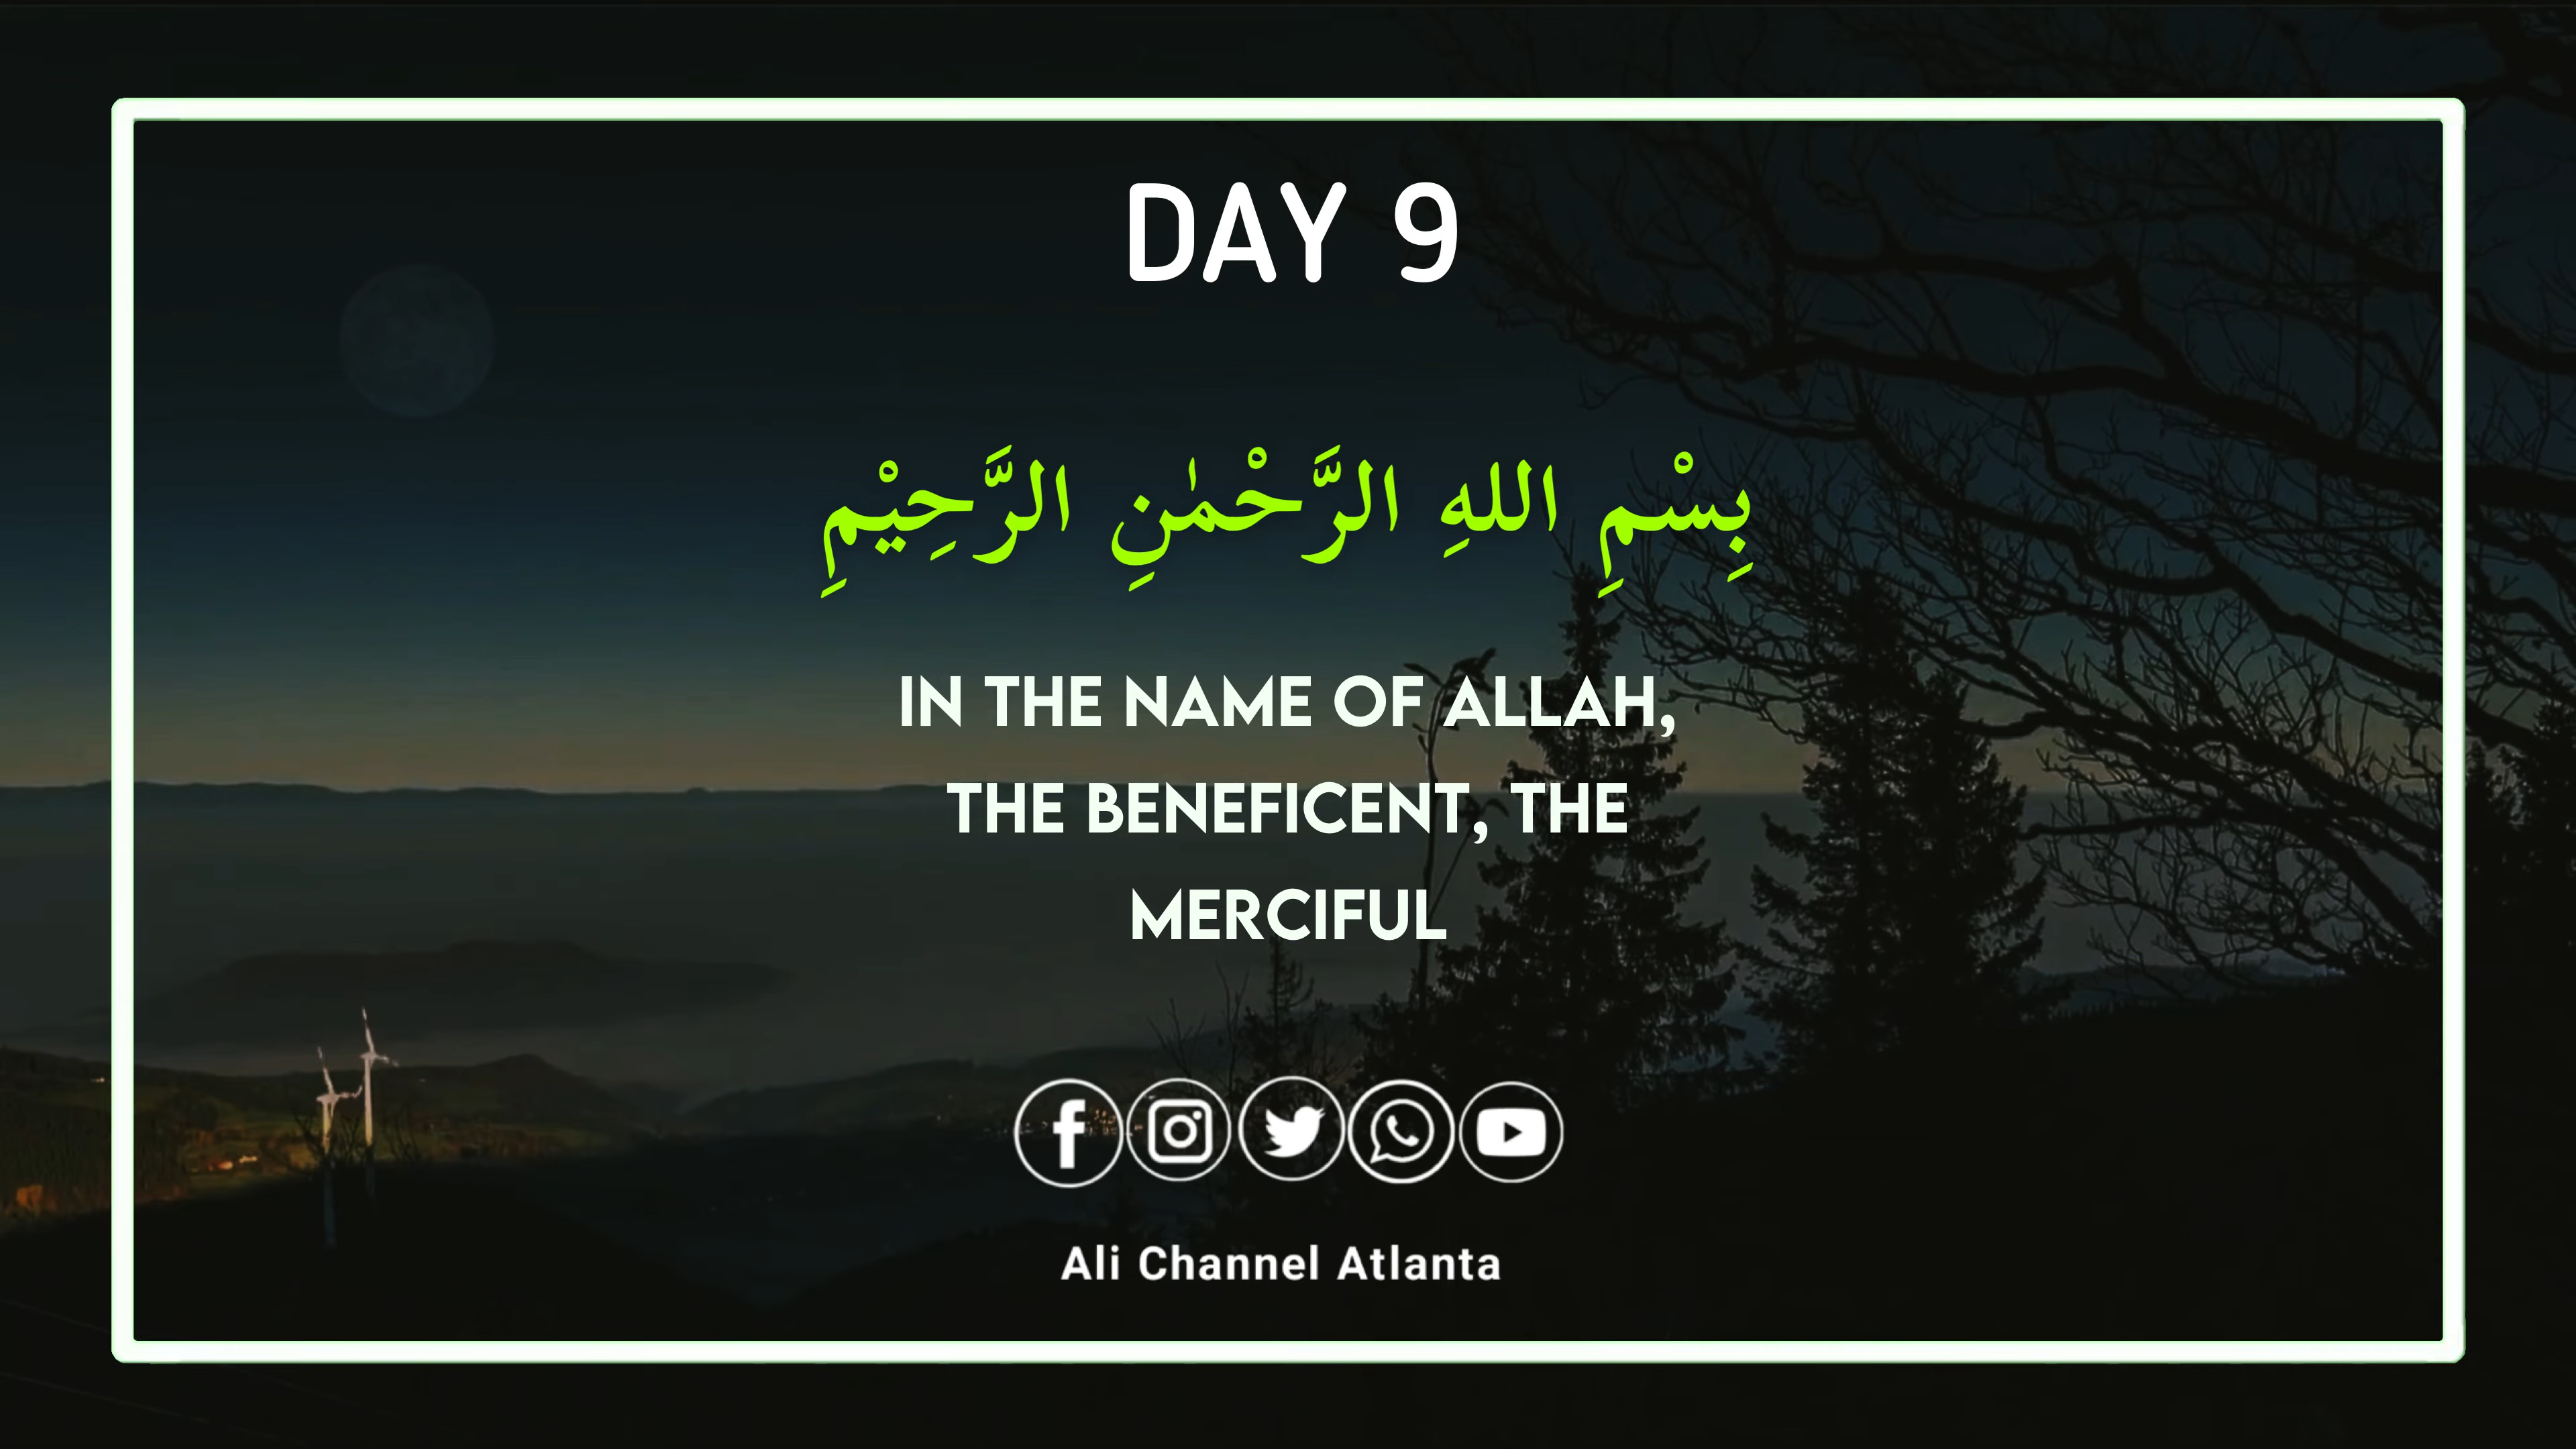 DAY 9
بِسْمِ اللهِ الرَّحْمٰنِ الرَّحِيْمِ
IN THE NAME OF ALLAH,
THE BENEFICENT, THE
MERCIFUL
Ali Channel Atlanta